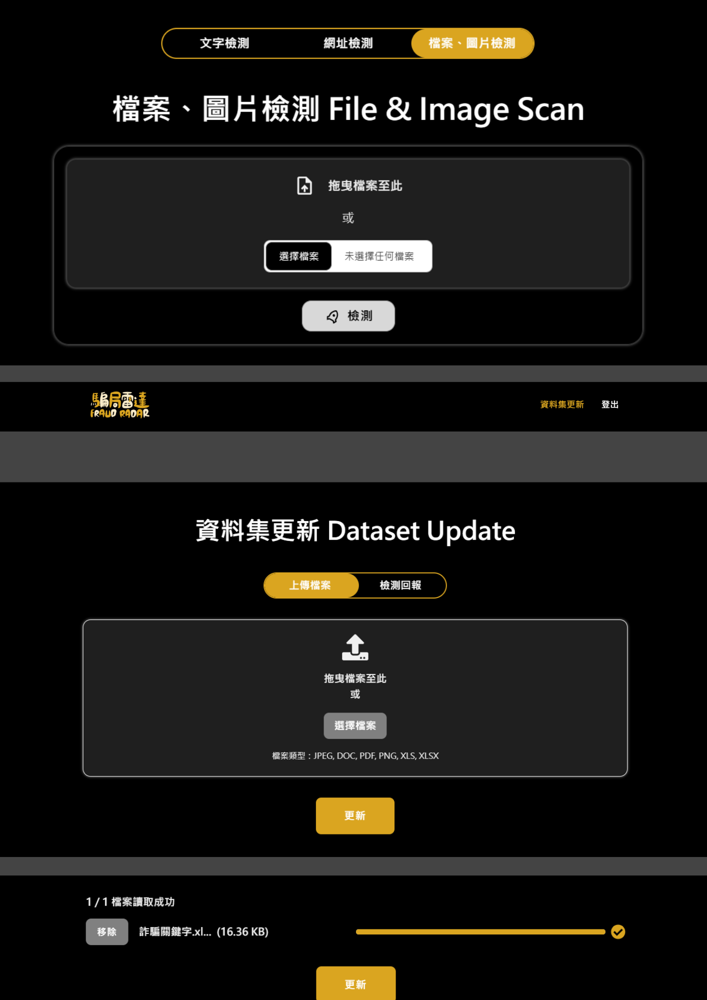 文字檢測 網址檢測 檔案、圖片檢測
檔案、圖片檢測 File & Image Scan
拖曳檔案至此
或
選擇檔案 未選擇任何檔案
檢測
騙局雷達
FRAUD RADAR
資料集更新 登出
資料集更新 Dataset Update
上傳檔案 檢測回報
拖曳檔案至此
或
選擇檔案
檔案類型：JPEG, DOC, PDF, PNG, XLS, XLSX
更新
1 / 1 檔案讀取成功
移除 詐騙關鍵字.xl... (16.36 KB)
更新